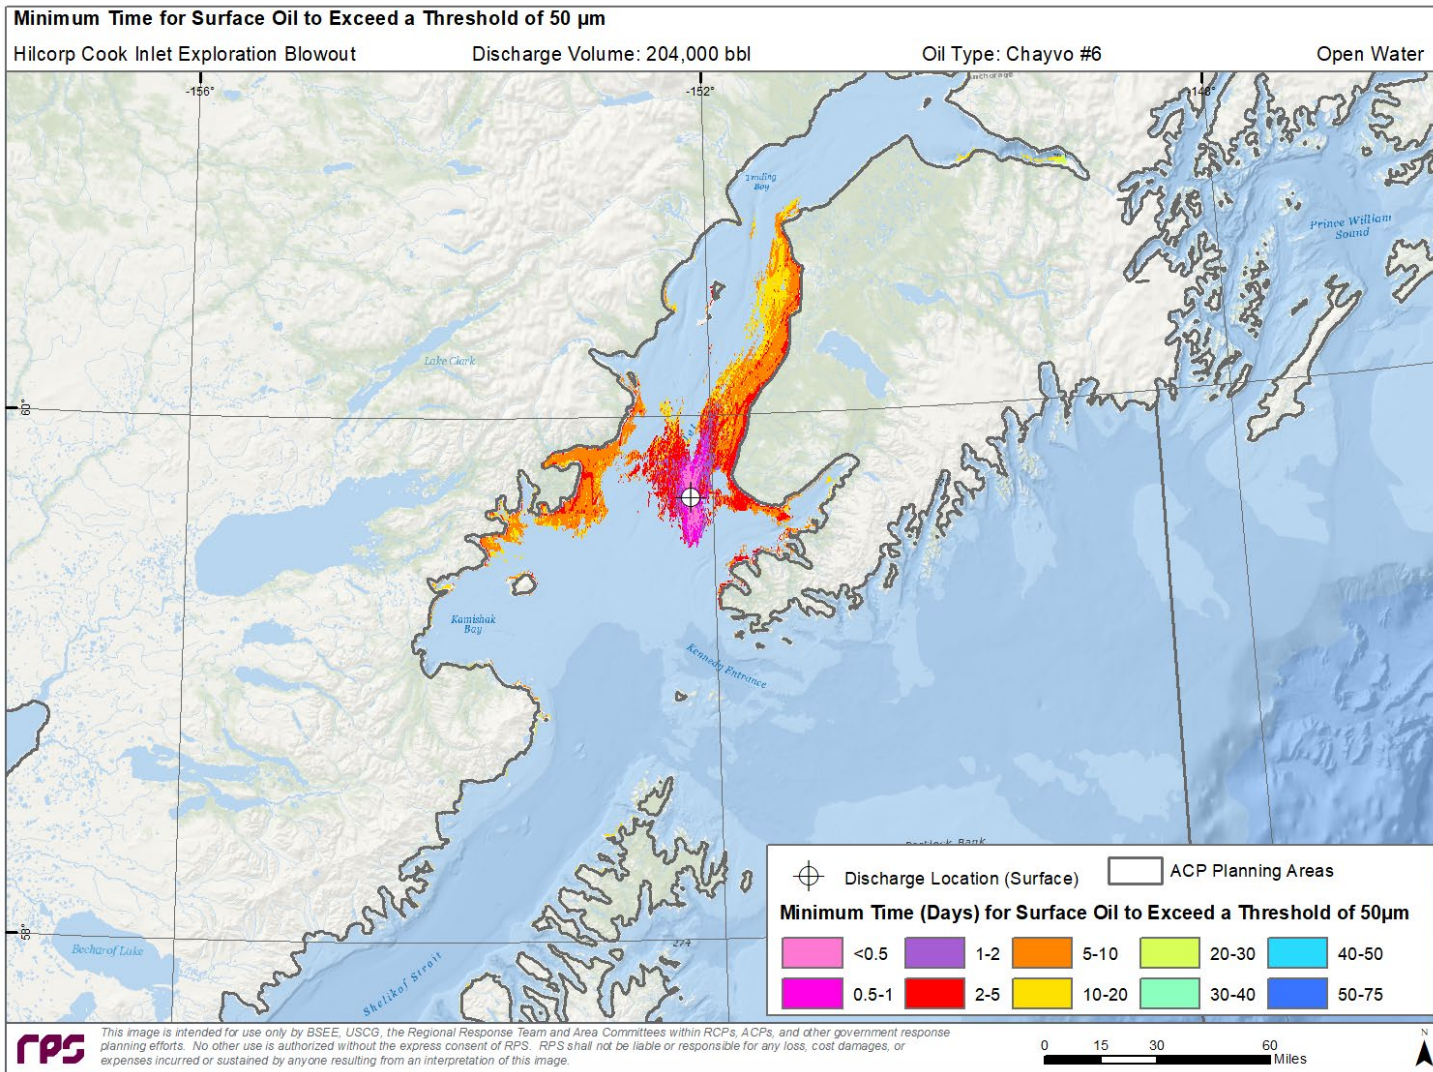 Minimum Time for Surface Oil to Exceed a Threshold of 50 µm
Hilcorp Cook Inlet Exploration Blowout Discharge Volume: 204,000 bbl Oil Type: Chayvo #6 Open Water
Anchorage
-156° -152° -148°
Trading
Bay
Prince William
Sound
Lake Clark
60°
Kamishak
Bay
Kennedy Entrance
Portlock Bank
58°
Becharof Lake
274
Shelikof Strait
Discharge Location (Surface) ACP Planning Areas
Minimum Time (Days) for Surface Oil to Exceed a Threshold of 50µm
<0.5 1-2 5-10 20-30 40-50
0.5-1 2-5 10-20 30-40 50-75
rps
This image is intended for use only by BSEE, USCG, the Regional Response Team and Area Committees within RCPs, ACPs, and other government response
planning efforts. No other use is authorized without the express consent of RPS. RPS shall not be liable or responsible for any loss, cost damages, or
expenses incurred or sustained by anyone resulting from an interpretation of this image.
0 15 30 60
Miles
N